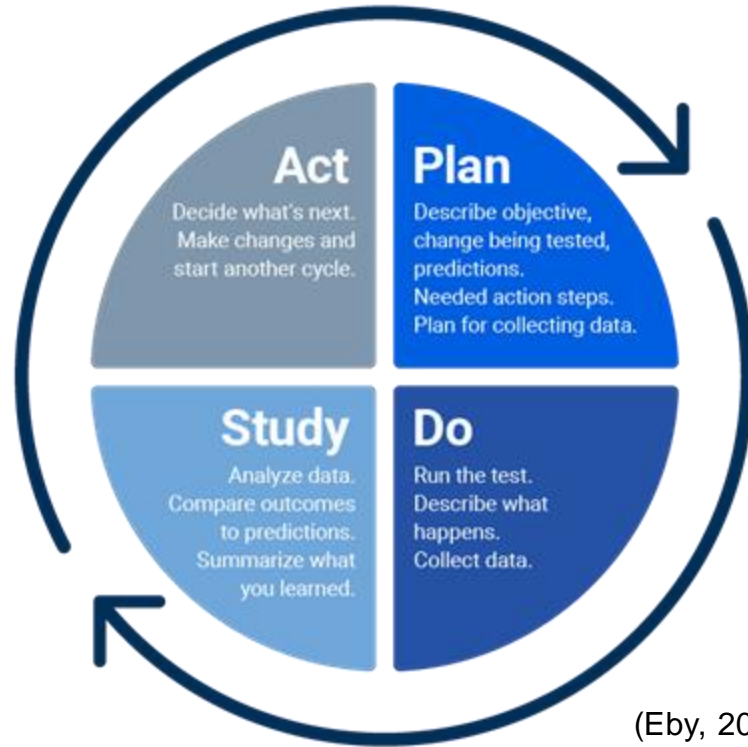 Act
Decide what's next.
Make changes and
start another cycle.
Plan
Describe objective,
change being tested,
predictions.
Needed action steps.
Plan for collecting data.
Study
Analyze data.
Compare outcomes
to predictions.
Summarize what
you learned.
Do
Run the test.
Describe what
happens.
Collect data.
(Eby, 20